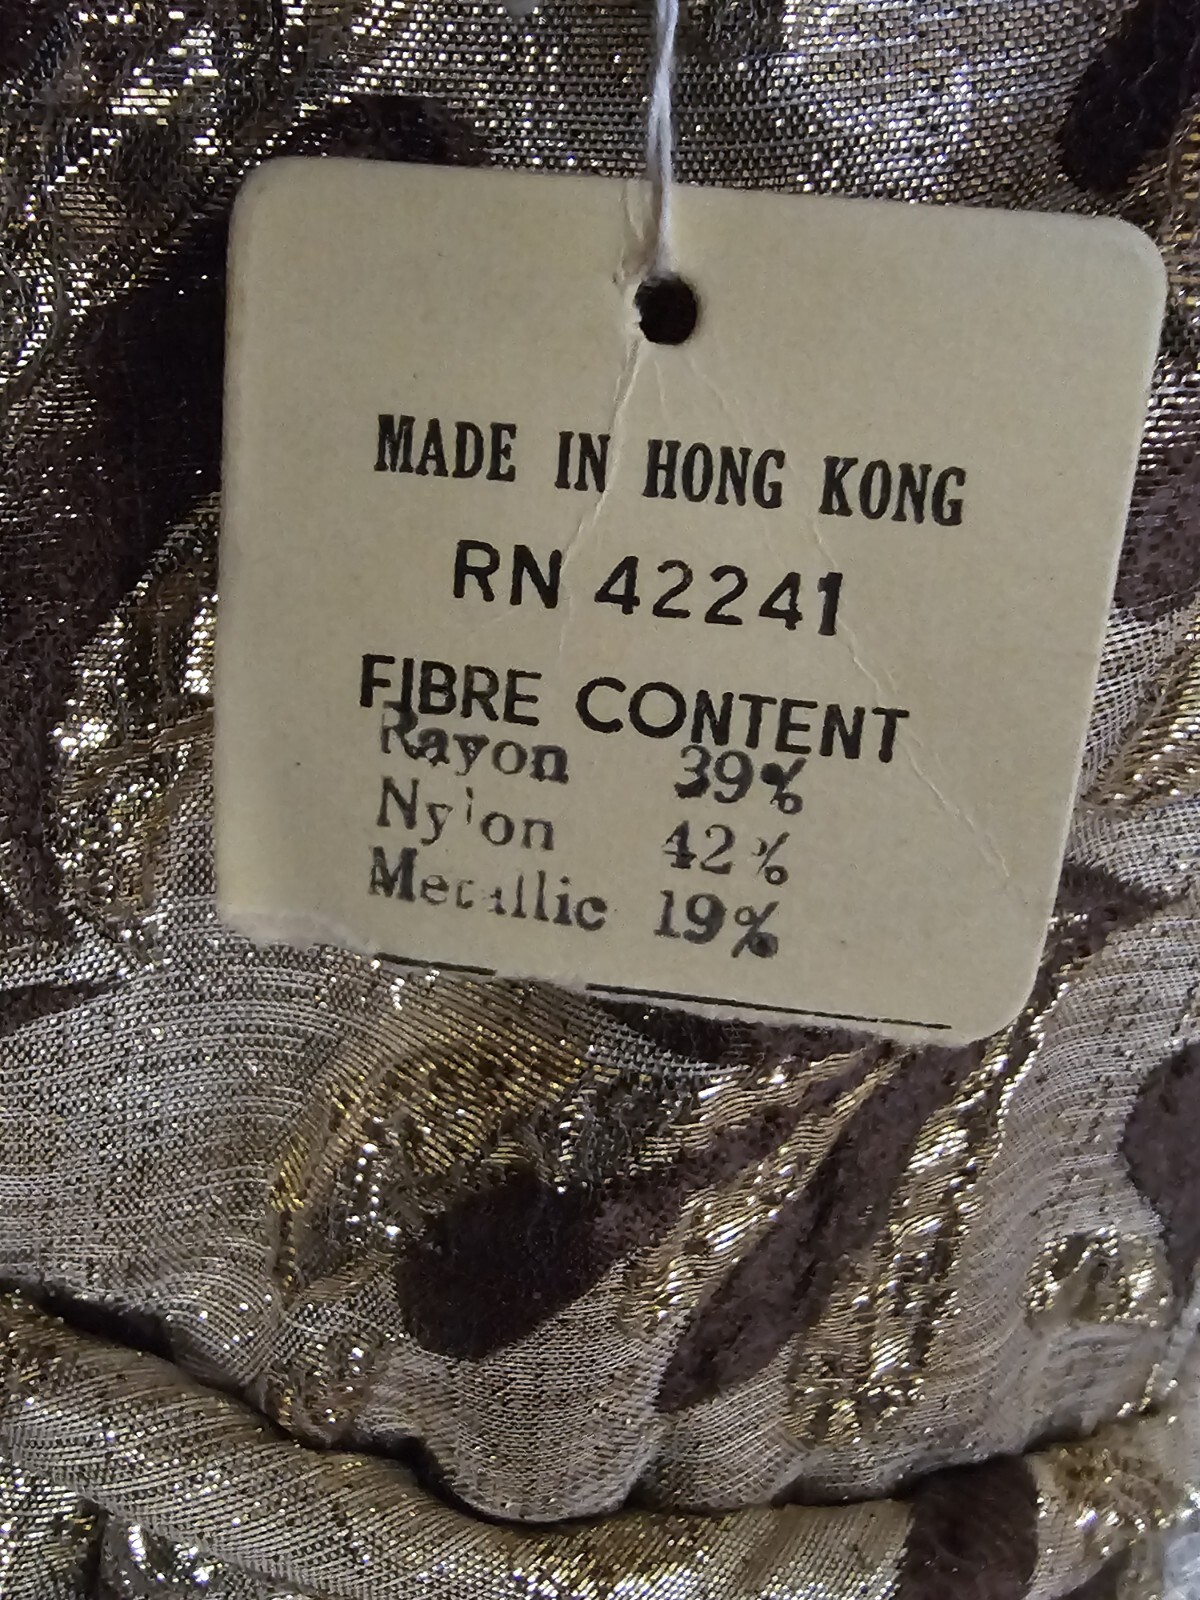 MADE IN HONG KONG
RN 42241
FIBRE CONTENT
Rayon 39%
Nylon 42%
Metallic 19%